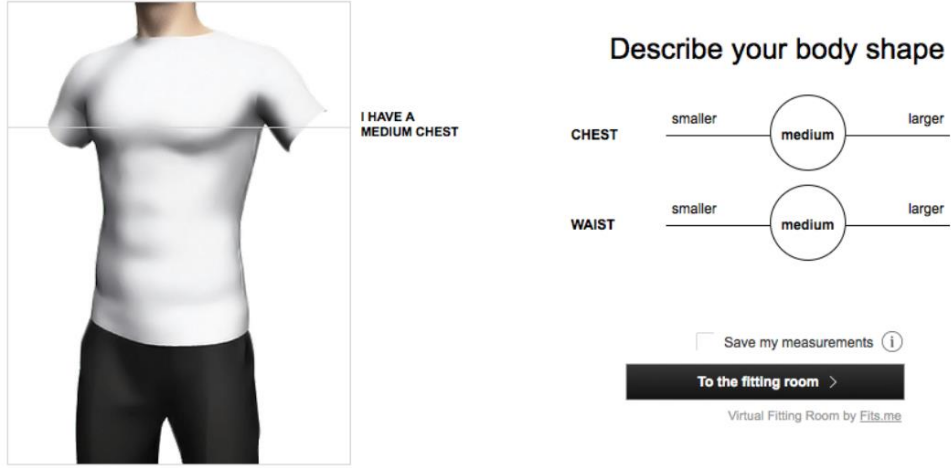 I HAVE A
MEDIUM CHEST
Describe your body shape
CHEST
smaller
medium
larger
WAIST
smaller
medium
larger
Save my measurements i
To the fitting room >
Virtual Fitting Room by Fits.me